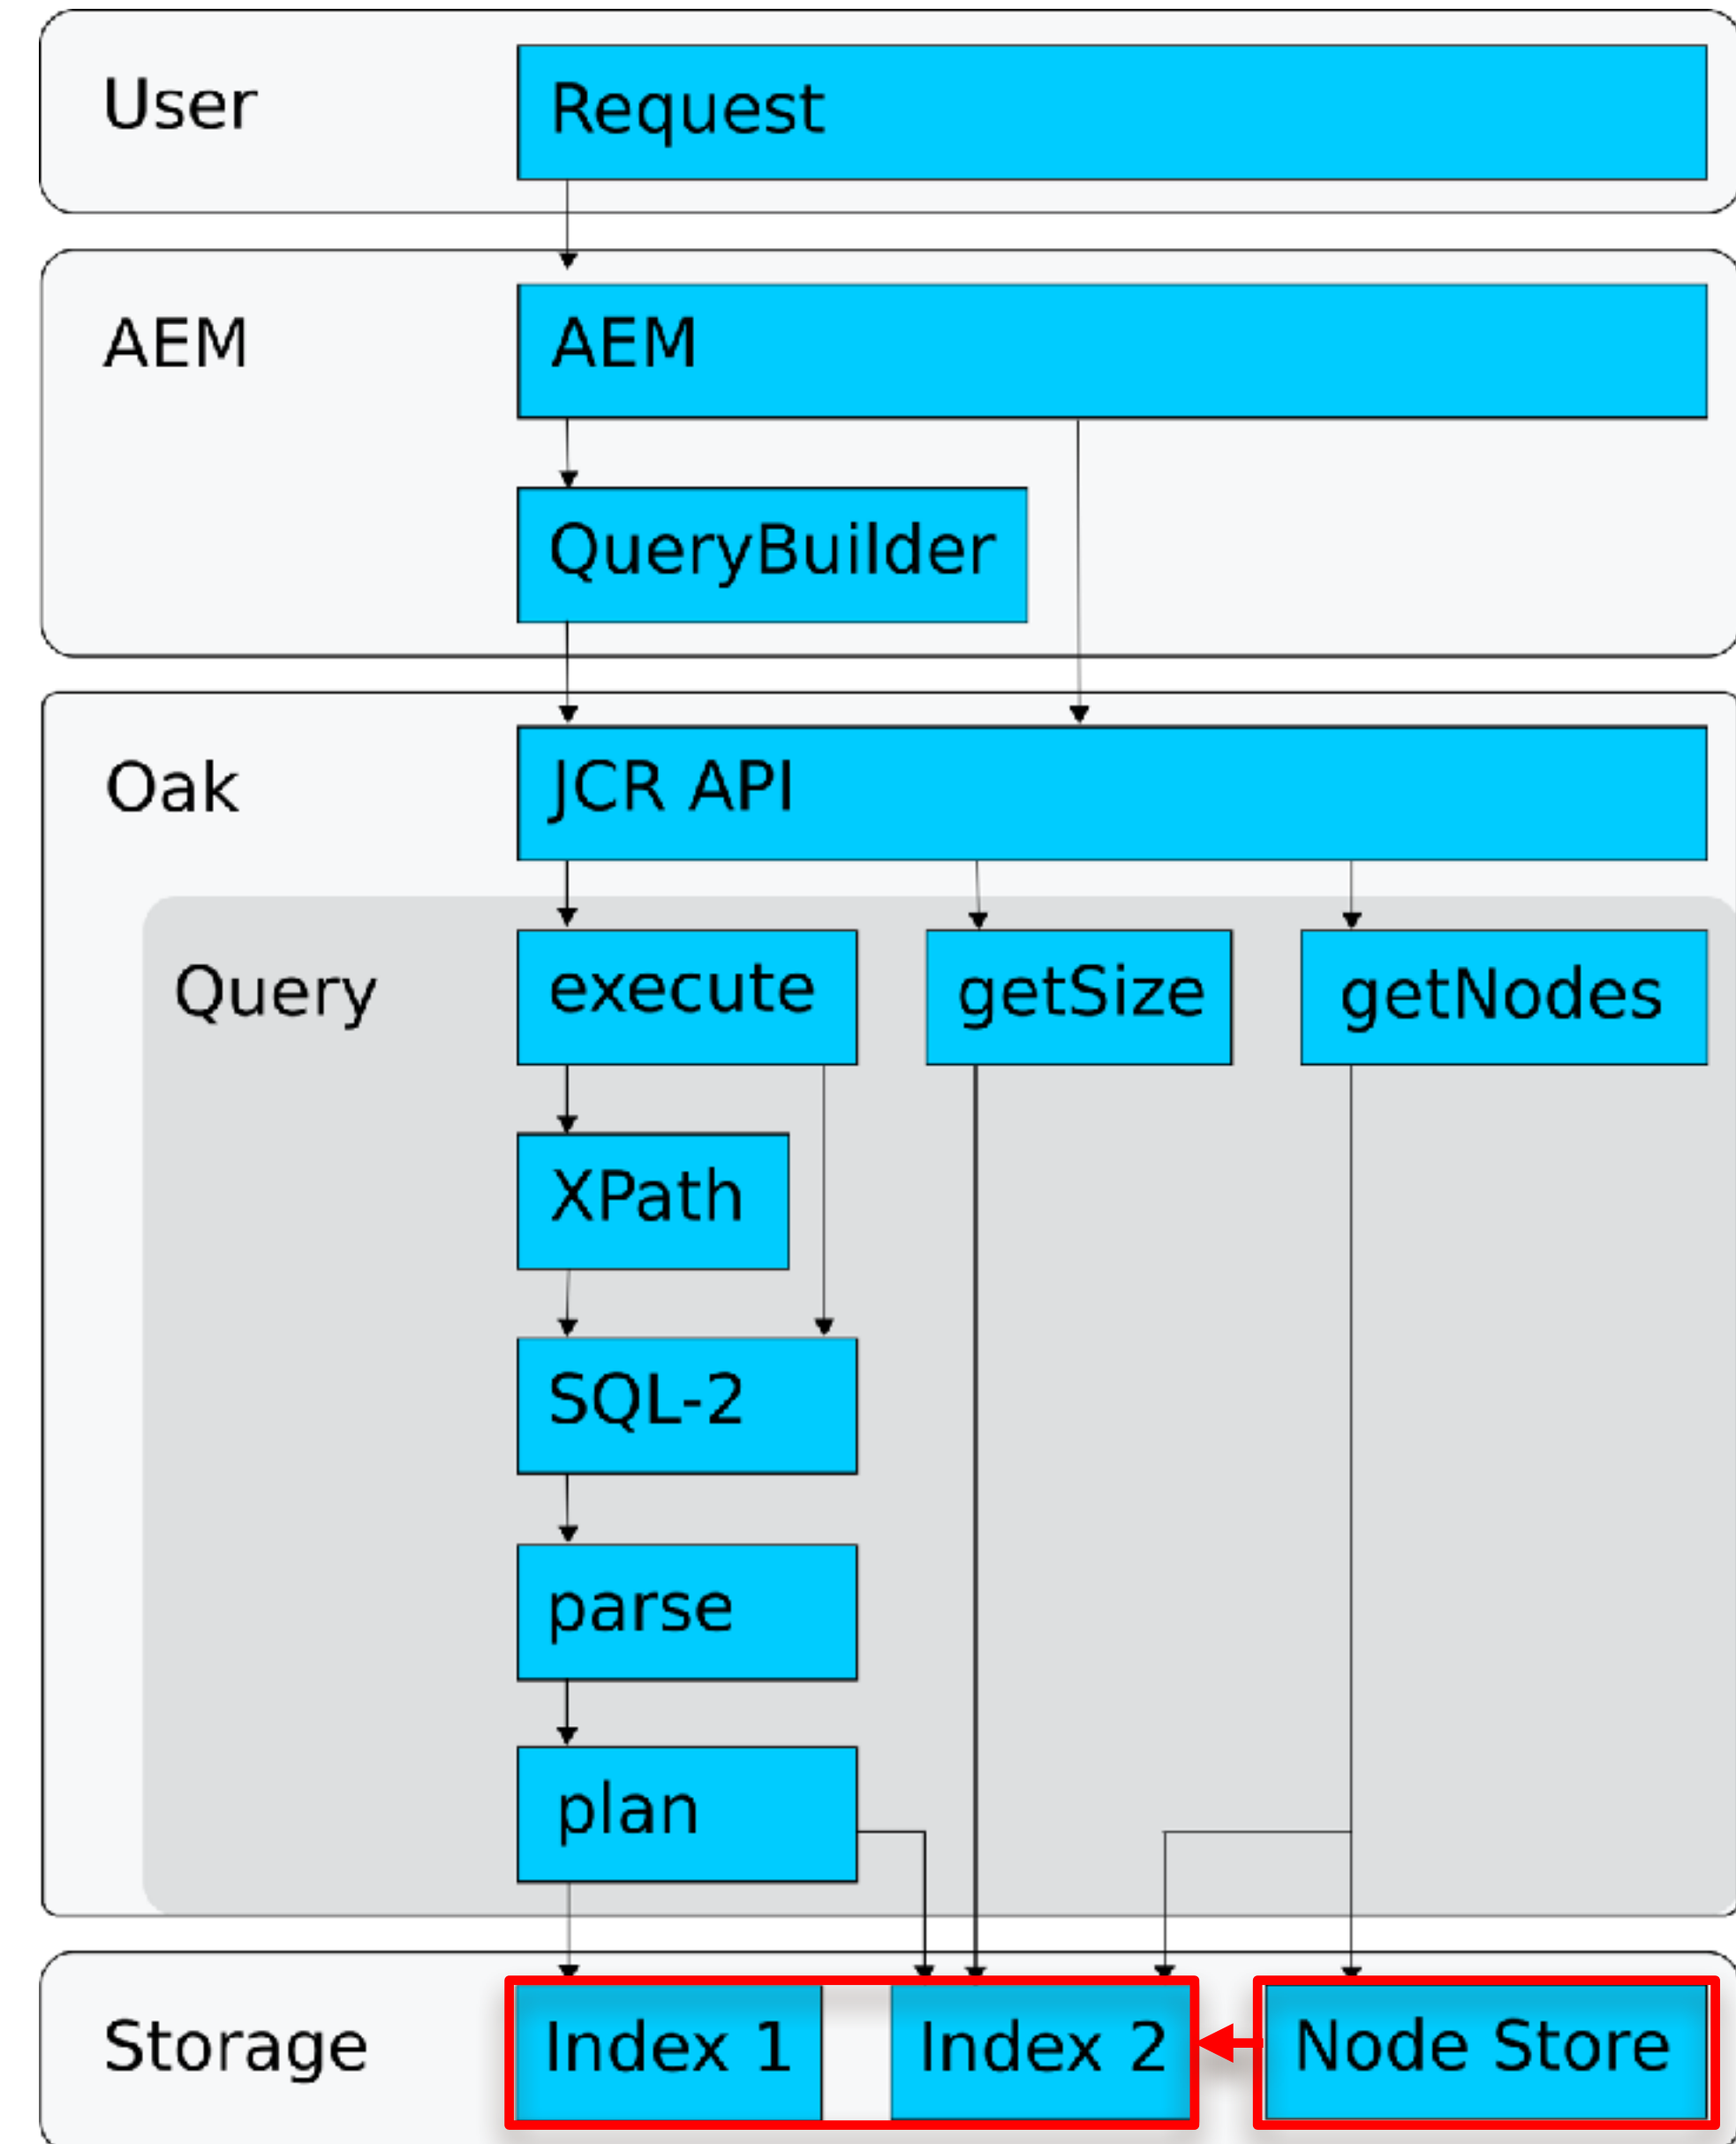 User
Request
AEM
AEM
QueryBuilder
Oak
JCR API
Query
execute
getSize
getNodes
XPath
SQL-2
parse
plan
Storage
Index 1
Index 2
Node Store